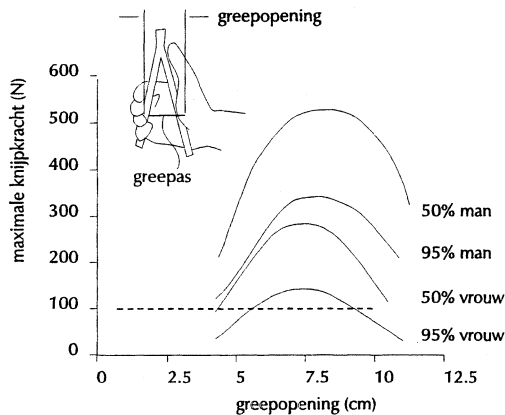 greepopening
greepas
maximale knijpkracht (N)
600
500
400
300
200
100
0
50% man
95% man
50% vrouw
95% vrouw
0
2.5
5
7.5
10
12.5
greepopening (cm)